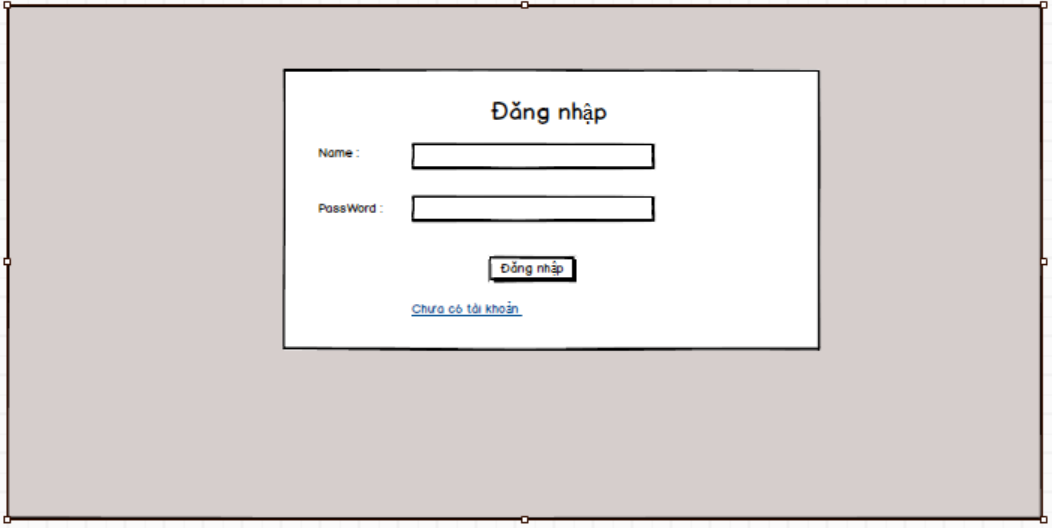 Đăng nhập
Name :
PassWord :
Đăng nhập
Chưa có tài khoản